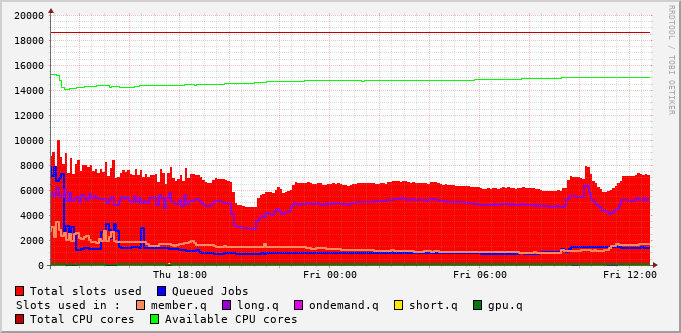 RRDTOOL / TOBI OETIKER
20000
18000
16000
14000
12000
10000
8000
6000
4000
2000
0
Thu 18:00 Fri 00:00 Fri 06:00 Fri 12:00
Total slots used Queued Jobs
Slots used in : member.q long.q ondemand.q short.q gpu.q
Total CPU cores Available CPU cores